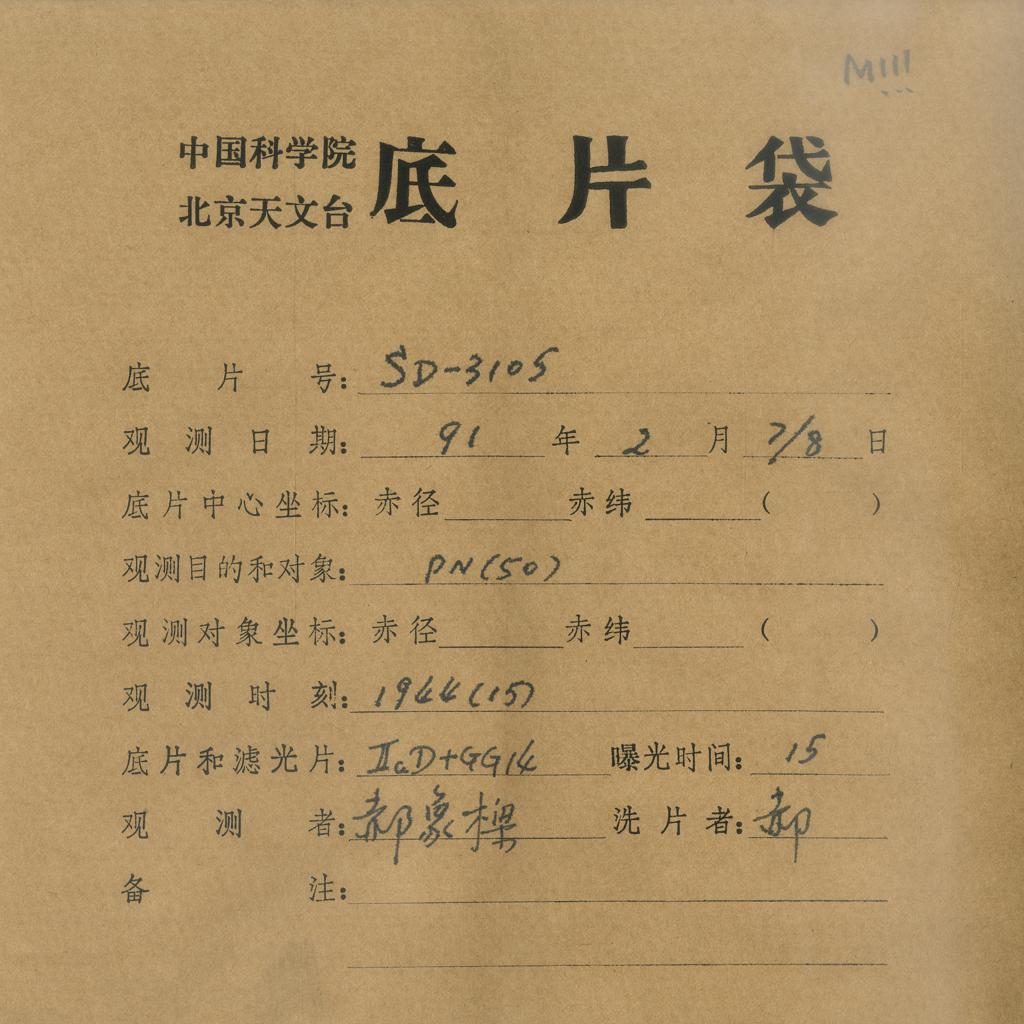 M111
中国科学院
北京天文台 底片袋
底片号: SD-3105
观测日期: 91 年 2 月 7/8 日
底片中心坐标: 赤径 赤纬 ( )
观测目的和对象: PN(50)
观测对象坐标: 赤径 赤纬 ( )
观测时刻: 1944(15)
底片和滤光片: IIaD+GG14 曝光时间: 15
观测者: 郝象樑 洗片者: 郝
备注: